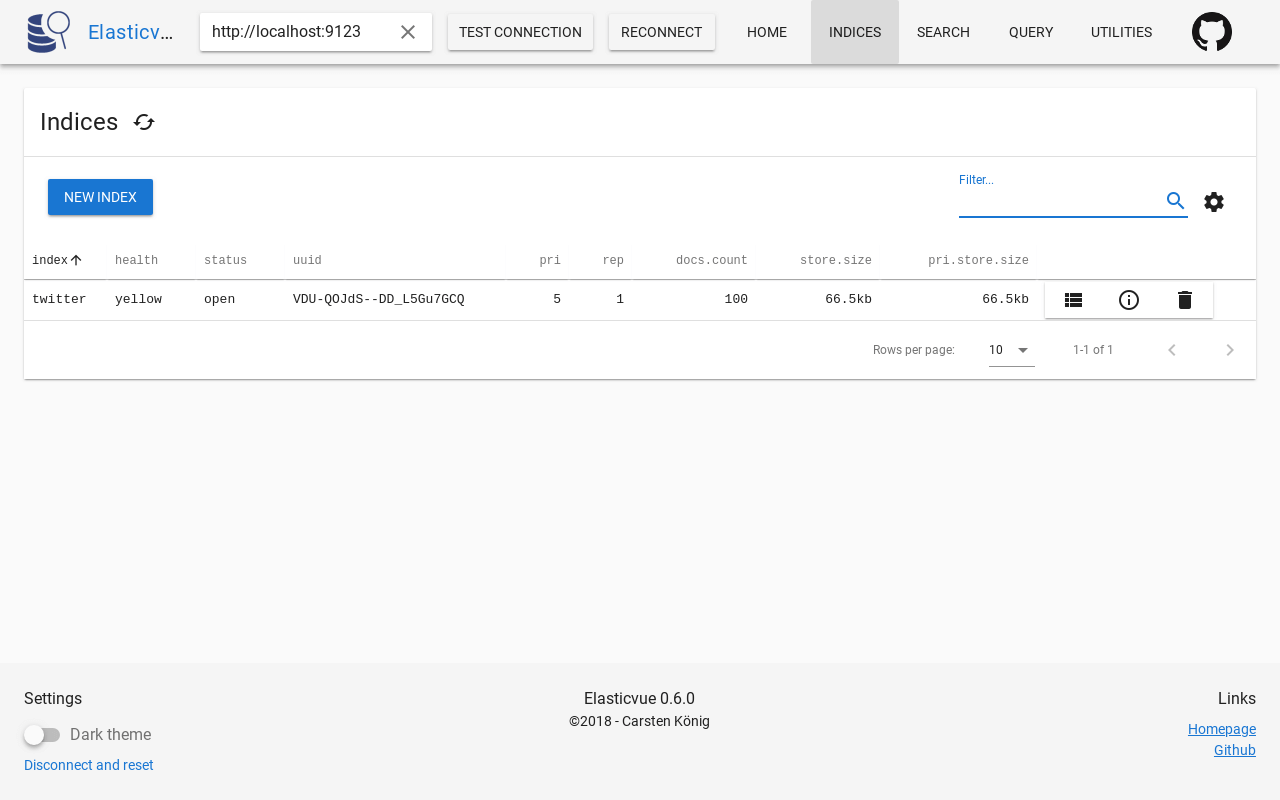 Elasticv...
http://localhost:9123
TEST CONNECTION
RECONNECT
HOME
INDICES
SEARCH
QUERY
UTILITIES
Indices
NEW INDEX
Filter...
index health status uuid pri rep docs.count store.size pri.store.size
twitter yellow open VDU-QOJdS--DD_L5Gu7GCQ 5 1 100 66.5kb 66.5kb
Rows per page: 10 1-1 of 1
Settings
Dark theme
Disconnect and reset
Elasticvue 0.6.0
©2018 - Carsten König
Links
Homepage
Github